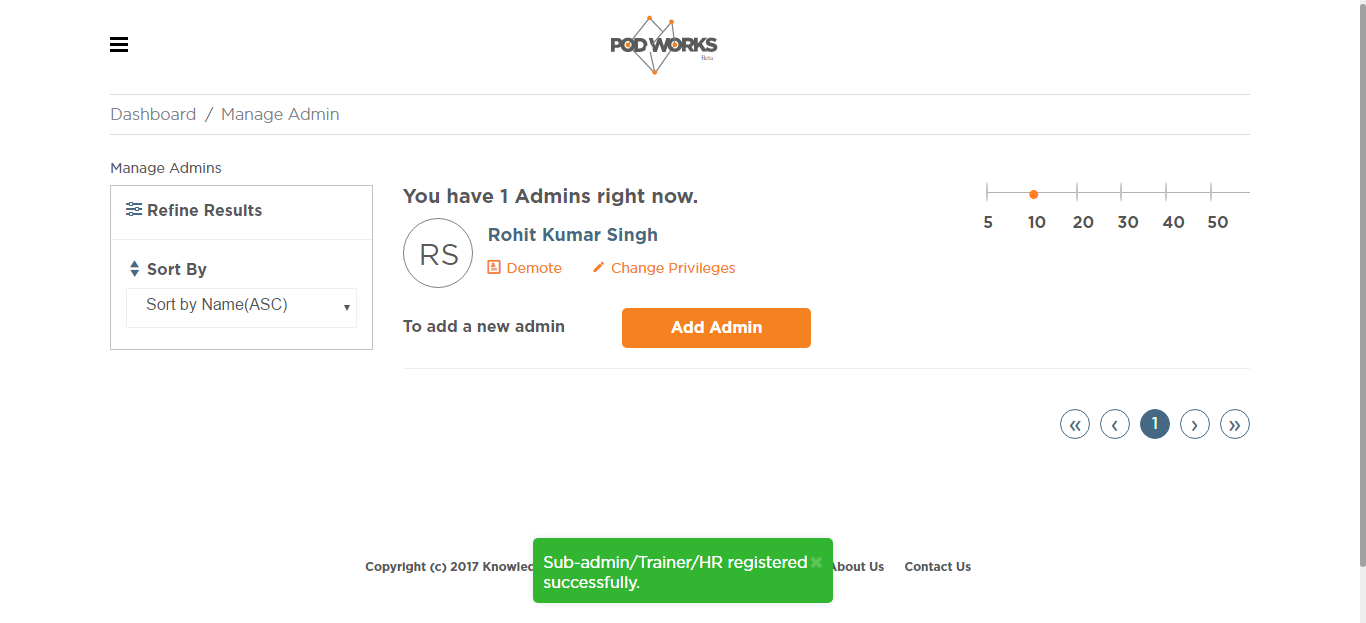 POD WORKS
Beta
Dashboard / Manage Admin
Manage Admins
Refine Results
Sort By
Sort by Name(ASC)
You have 1 Admins right now.
5 10 20 30 40 50
RS
Rohit Kumar Singh
Demote Change Privileges
To add a new admin Add Admin
« ‹ 1 › »
Copyright (c) 2017 About Us Contact Us
Sub-admin/Trainer/HR registered ×
successfully.